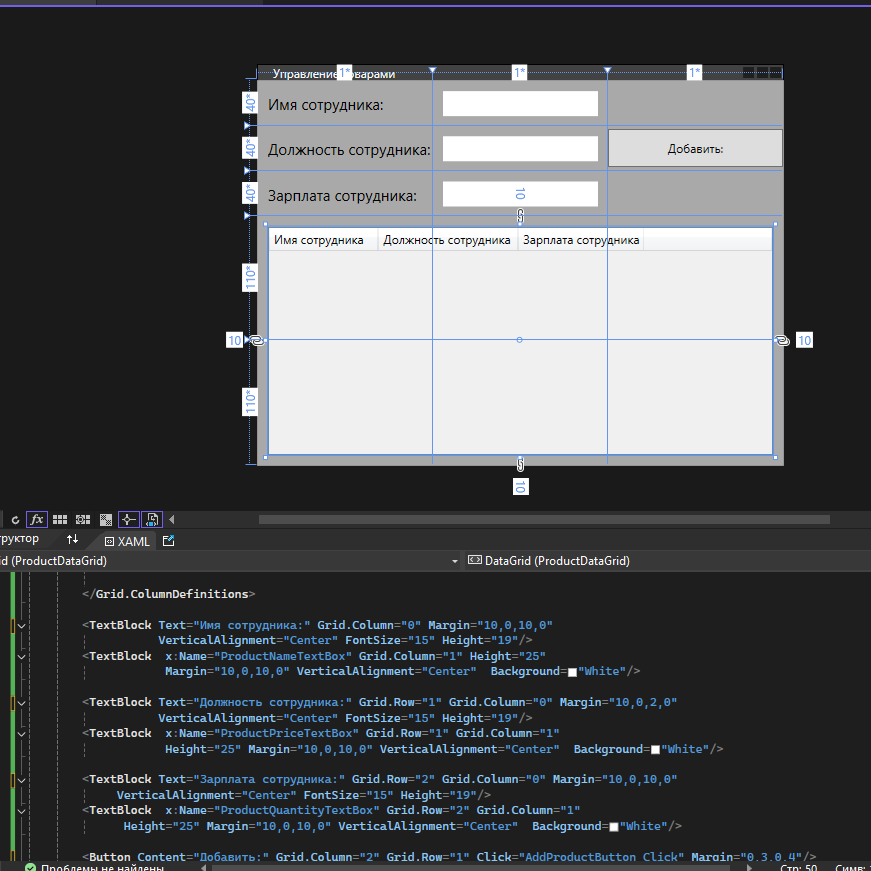 Управление
варами
1*
1*
1*
40*
Имя сотрудника:
40*
Должность сотрудника:
Добавить:
40*
Зарплата сотрудника:
10
Имя сотрудника Должность сотрудника Зарплата сотрудника
110*
10
10
110*
10
fx
руктор
XAML
d (ProductDataGrid)
DataGrid (ProductDataGrid)
</Grid.ColumnDefinitions>
<TextBlock Text="Имя сотрудника:" Grid.Column="0" Margin="10,0,10,0"
VerticalAlignment="Center" FontSize="15" Height="19"/>
<TextBlock x:Name="ProductNameTextBox" Grid.Column="1" Height="25"
Margin="10,0,10,0" VerticalAlignment="Center" Background="White"/>
<TextBlock Text="Должность сотрудника:" Grid.Row="1" Grid.Column="0" Margin="10,0,2,0"
VerticalAlignment="Center" FontSize="15" Height="19"/>
<TextBlock x:Name="ProductPriceTextBox" Grid.Row="1" Grid.Column="1"
Height="25" Margin="10,0,10,0" VerticalAlignment="Center" Background="White"/>
<TextBlock Text="Зарплата сотрудника:" Grid.Row="2" Grid.Column="0" Margin="10,0,10,0"
VerticalAlignment="Center" FontSize="15" Height="19"/>
<TextBlock x:Name="ProductQuantityTextBox" Grid.Row="2" Grid.Column="1"
Height="25" Margin="10,0,10,0" VerticalAlignment="Center" Background="White"/>
<Button Content="Добавить:" Grid.Column="2" Grid.Row="1" Click="AddProductButton_Click" Margin="0,3,0,4"/>
Проблемы не найдены
Стр: 50
Симв: